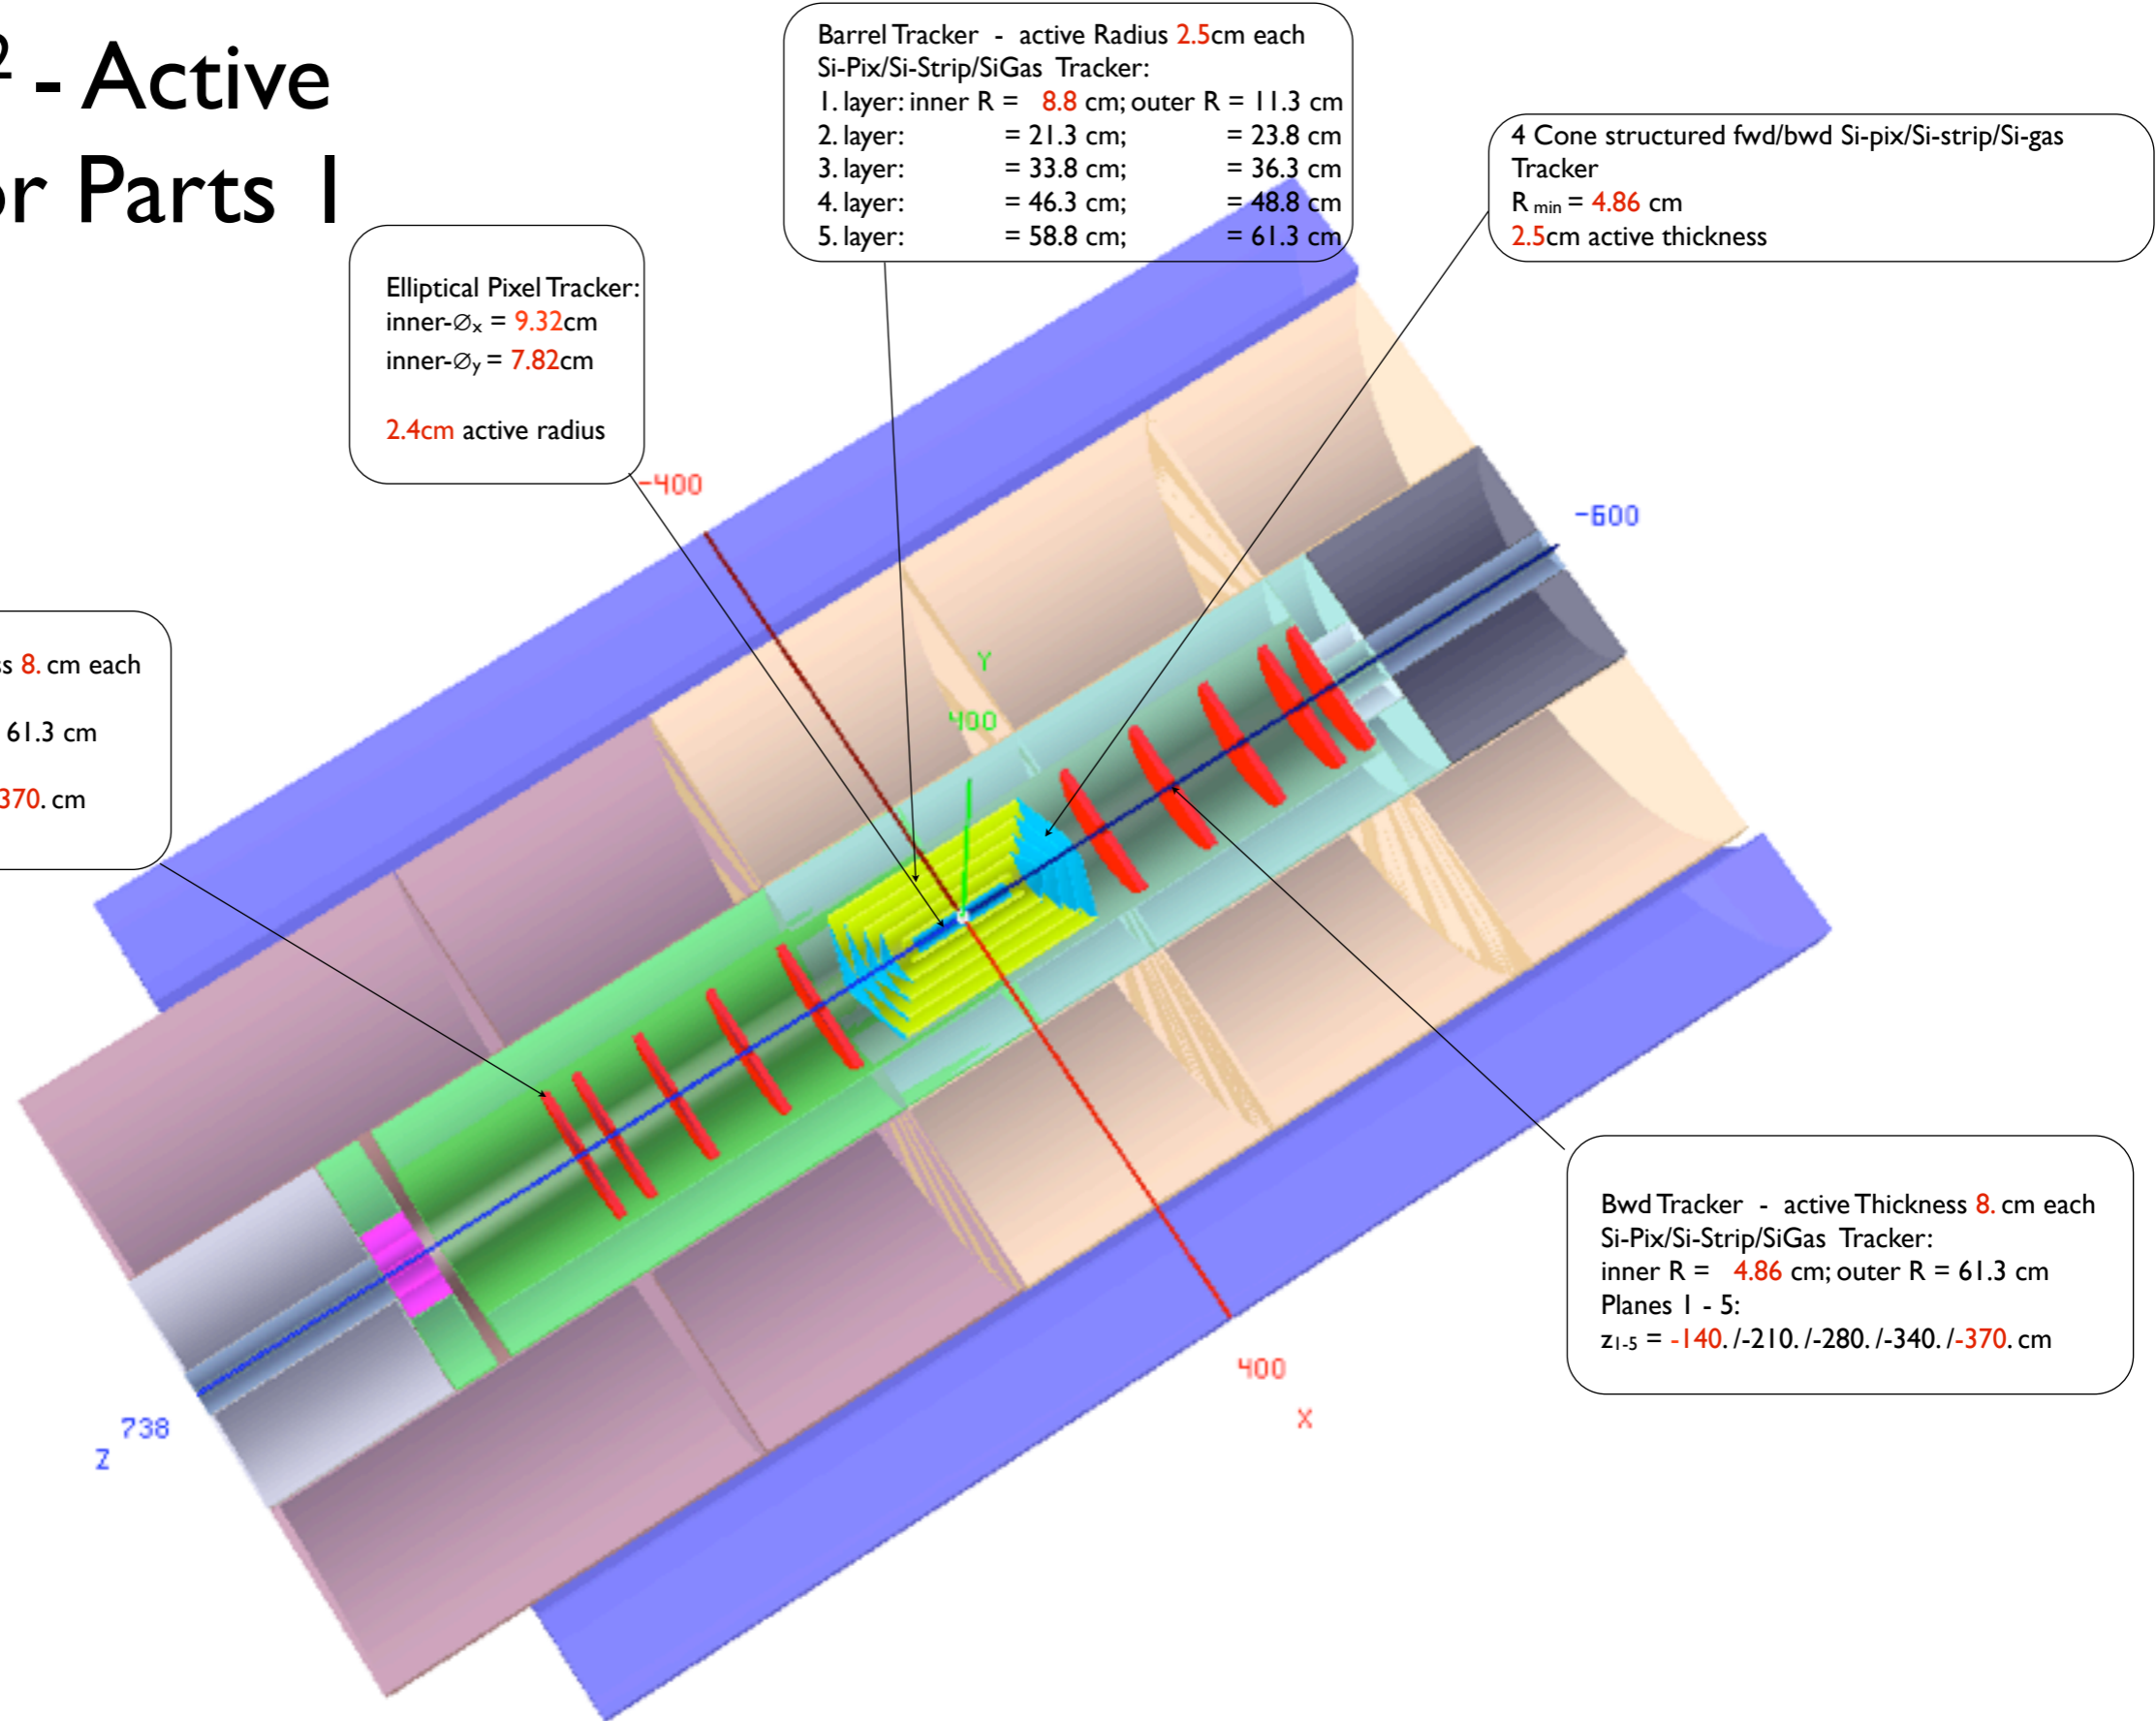 2 - Active
or Parts 1
Barrel Tracker - active Radius 2.5cm each
Si-Pix/Si-Strip/SiGas Tracker:
1. layer: inner R = 8.8 cm; outer R = 11.3 cm
2. layer: = 21.3 cm; = 23.8 cm
3. layer: = 33.8 cm; = 36.3 cm
4. layer: = 46.3 cm; = 48.8 cm
5. layer: = 58.8 cm; = 61.3 cm
4 Cone structured fwd/bwd Si-pix/Si-strip/Si-gas
Tracker
R min = 4.86 cm
2.5cm active thickness
Elliptical Pixel Tracker:
inner-∅x = 9.32cm
inner-∅y = 7.82cm
2.4cm active radius
-400
-600
s 8. cm each
61.3 cm
370. cm
Y
400
Bwd Tracker - active Thickness 8. cm each
Si-Pix/Si-Strip/SiGas Tracker:
inner R = 4.86 cm; outer R = 61.3 cm
Planes 1 - 5:
z1-5 = -140. /-210. /-280. /-340. /-370. cm
400
X
738
Z